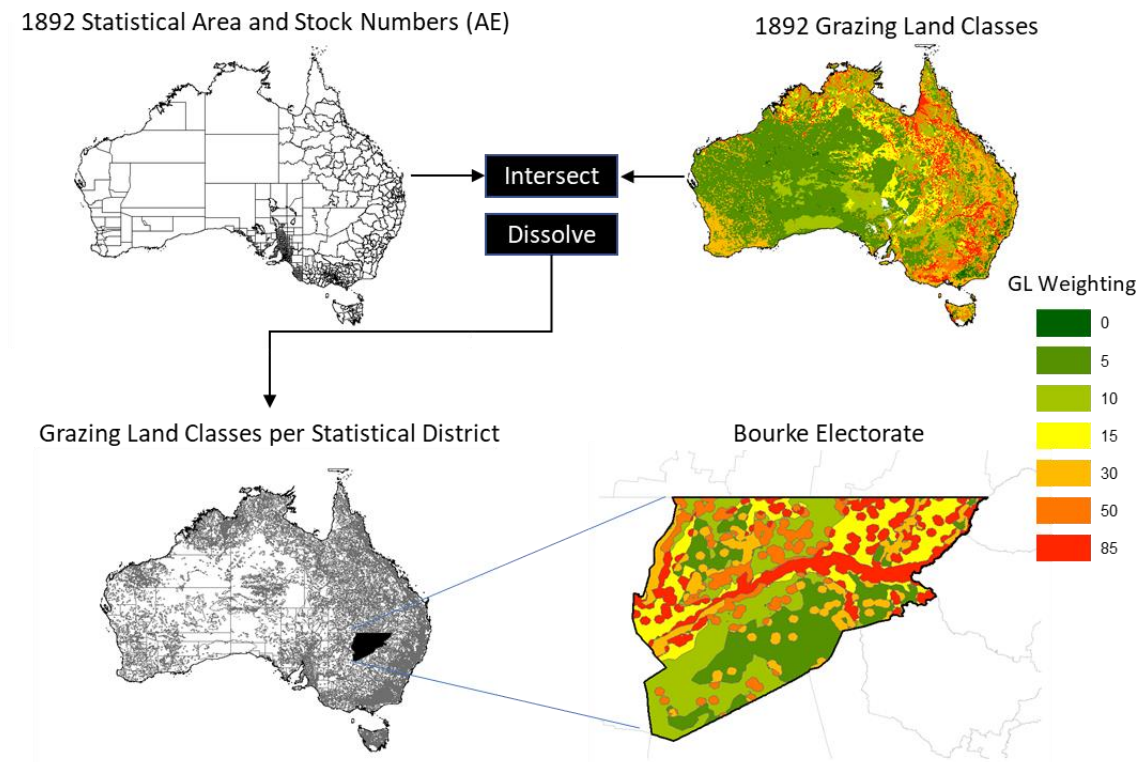 1892 Statistical Area and Stock Numbers (AE)
1892 Grazing Land Classes
Intersect
Dissolve
GL Weighting
0
5
10
15
30
50
85
Grazing Land Classes per Statistical District
Bourke Electorate